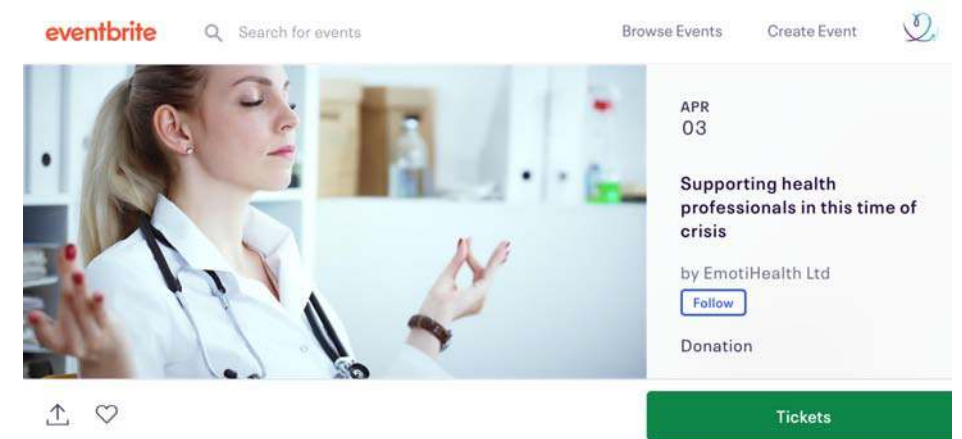 eventbrite
Search for events
Browse Events
Create Event
APR
03
Supporting health
professionals in this time of
crisis
by EmotiHealth Ltd
Follow
Donation
Tickets